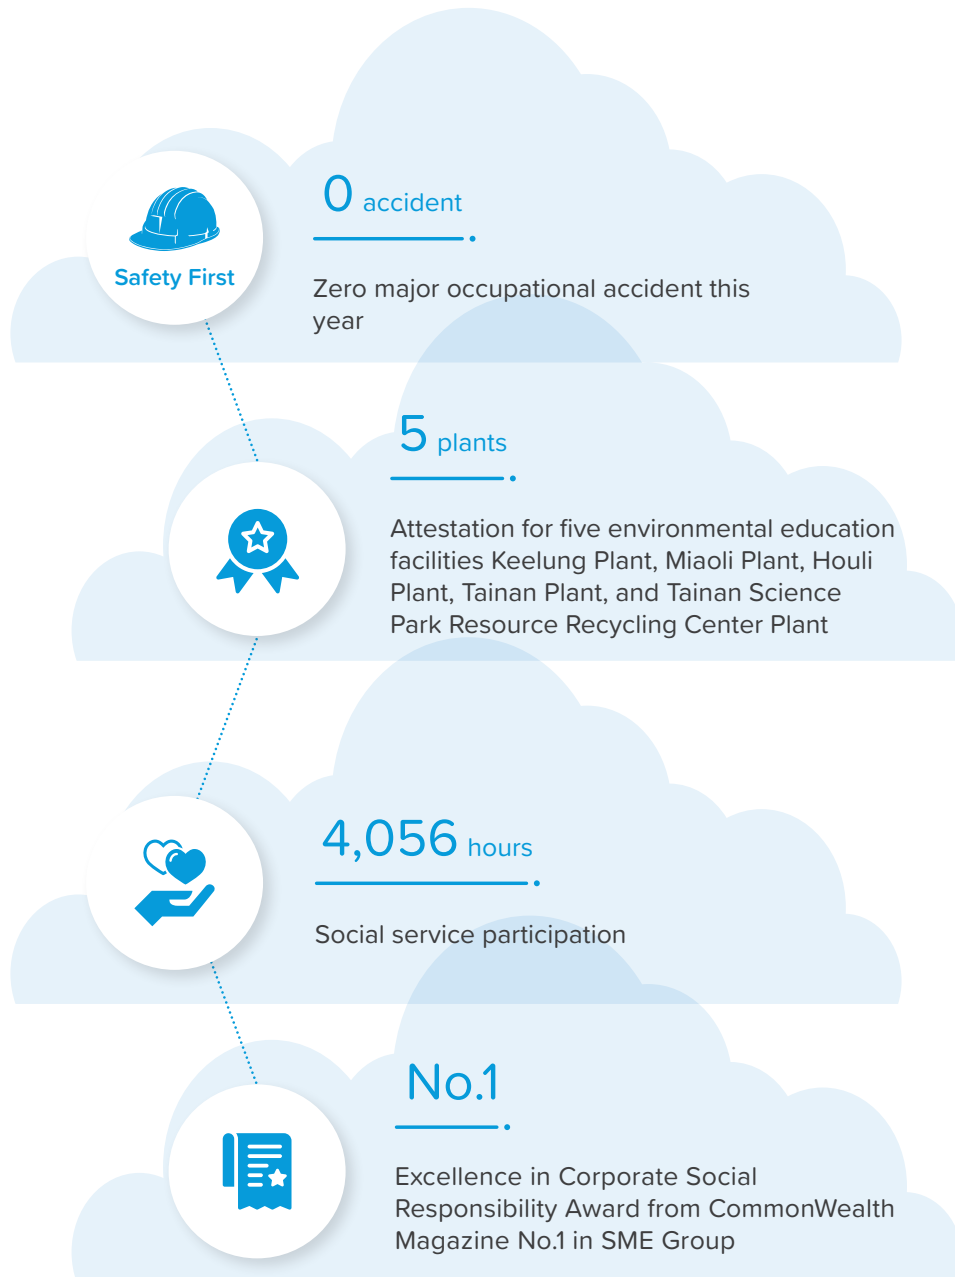 Safety First
0 accident
Zero major occupational accident this
year
5 plants
Attestation for five environmental education
facilities Keelung Plant, Miaoli Plant, Houli
Plant, Tainan Plant, and Tainan Science
Park Resource Recycling Center Plant
4,056 hours
Social service participation
No.1
Excellence in Corporate Social
Responsibility Award from CommonWealth
Magazine No.1 in SME Group